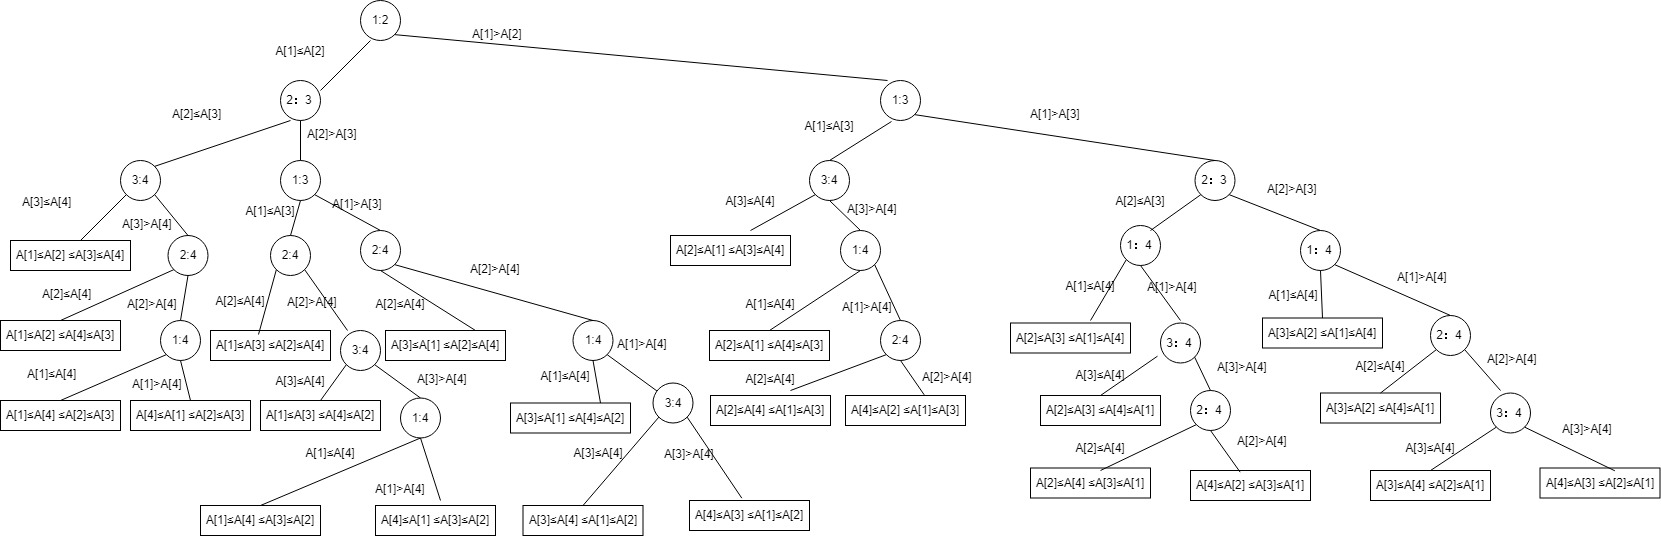 1:2
A[1]≤A[2]
A[1]>A[2]
2：3
1:3
A[2]≤A[3]
A[2]>A[3]
A[1]≤A[3]
A[1]>A[3]
3:4
1:3
3:4
2：3
A[3]≤A[4]
A[3]>A[4]
A[1]≤A[3]
A[1]>A[3]
A[3]≤A[4]
A[3]>A[4]
A[2]≤A[3]
A[2]>A[3]
A[1]≤A[2] ≤A[3]≤A[4]
2:4
2:4
2:4
A[2]≤A[1] ≤A[3]≤A[4]
1:4
1：4
1：4
A[2]≤A[4]
A[2]>A[4]
A[2]≤A[4]
A[2]>A[4]
A[2]≤A[4]
A[2]>A[4]
A[1]≤A[4]
A[1]>A[4]
A[1]≤A[4]
A[1]>A[4]
A[1]≤A[4]
A[1]>A[4]
A[1]≤A[2] ≤A[4]≤A[3]
1:4
A[1]≤A[3] ≤A[2]≤A[4]
3:4
A[3]≤A[1] ≤A[2]≤A[4]
1:4
A[2]≤A[1] ≤A[4]≤A[3]
2:4
A[2]≤A[3] ≤A[1]≤A[4]
3：4
A[3]≤A[2] ≤A[1]≤A[4]
2：4
A[1]≤A[4]
A[1]>A[4]
A[3]≤A[4]
A[3]>A[4]
A[1]≤A[4]
A[1]>A[4]
A[2]≤A[4]
A[2]>A[4]
A[3]≤A[4]
A[3]>A[4]
A[2]≤A[4]
A[2]>A[4]
A[1]≤A[4] ≤A[2]≤A[3]
A[4]≤A[1] ≤A[2]≤A[3]
A[1]≤A[3] ≤A[4]≤A[2]
1:4
A[3]≤A[1] ≤A[4]≤A[2]
3:4
A[2]≤A[4] ≤A[1]≤A[3]
A[4]≤A[2] ≤A[1]≤A[3]
A[2]≤A[3] ≤A[4]≤A[1]
2：4
A[3]≤A[2] ≤A[4]≤A[1]
3：4
A[1]≤A[4]
A[1]>A[4]
A[3]≤A[4]
A[3]>A[4]
A[2]≤A[4]
A[2]>A[4]
A[3]≤A[4]
A[3]>A[4]
A[1]≤A[4] ≤A[3]≤A[2]
A[4]≤A[1] ≤A[3]≤A[2]
A[3]≤A[4] ≤A[1]≤A[2]
A[4]≤A[3] ≤A[1]≤A[2]
A[2]≤A[4] ≤A[3]≤A[1]
A[4]≤A[2] ≤A[3]≤A[1]
A[3]≤A[4] ≤A[2]≤A[1]
A[4]≤A[3] ≤A[2]≤A[1]